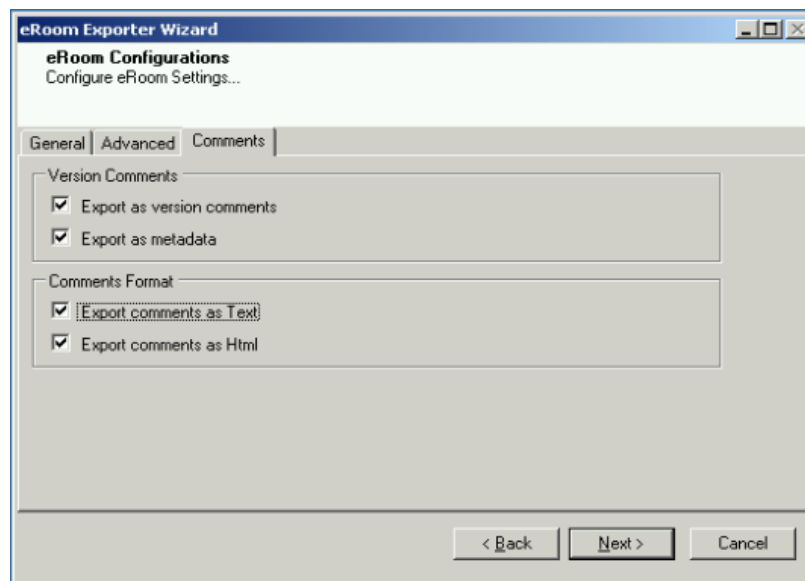 eRoom Exporter Wizard
eRoom Configurations
Configure eRoom Settings...
General Advanced Comments
Version Comments
Export as version comments
Export as metadata
Comments Format
Export comments as Text
Export comments as Html
< Back Next > Cancel